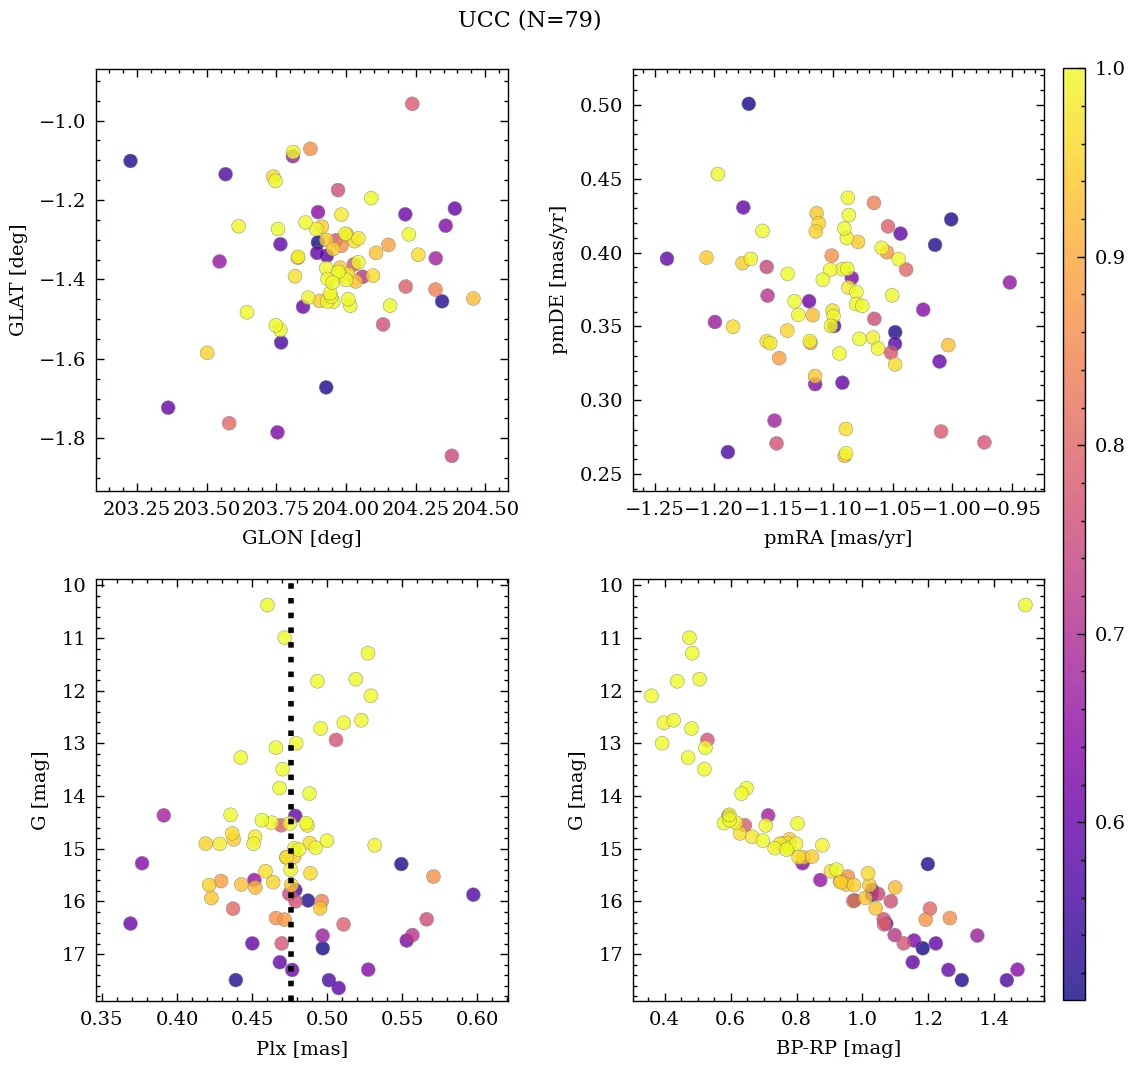 UCC (N=79)
−1.0
−1.2
−1.4
−1.6
−1.8
GLAT [deg]
203.25 203.50 203.75 204.00 204.25 204.50
GLON [deg]
0.50
0.45
0.40
0.35
0.30
0.25
pmDE [mas/yr]
−1.25 −1.20 −1.15 −1.10 −1.05 −1.00 −0.95
pmRA [mas/yr]
1.0
0.9
0.8
0.7
0.6
10
11
12
13
14
15
16
17
G [mag]
0.35 0.40 0.45 0.50 0.55 0.60
Plx [mas]
10
11
12
13
14
15
16
17
G [mag]
0.4 0.6 0.8 1.0 1.2 1.4
BP-RP [mag]